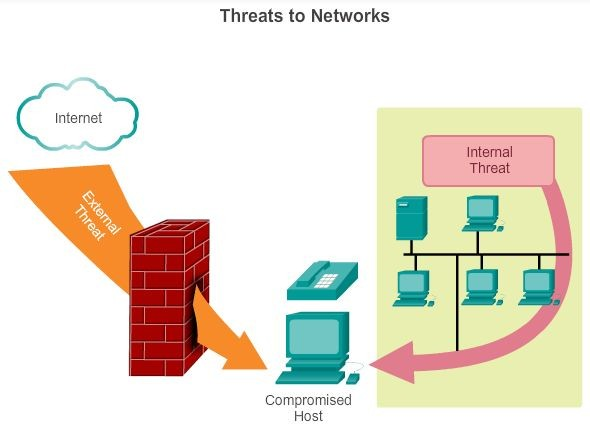 Threats to Networks
Internet
External
Threat
Internal
Threat
Compromised
Host